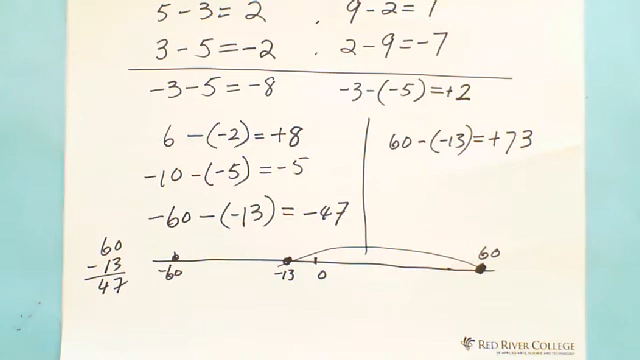 5 - 3 = 2 . 9 - 2 = 7
3 - 5 = -2 . 2 - 9 = -7
-3 - 5 = -8 -3 - (-5) = +2
6 - (-2) = +8 60 - (-13) = +73
-10 - (-5) = -5
-60 - (-13) = -47
60
-13
47
-60 -13 0 60
RED RIVER COLLEGE